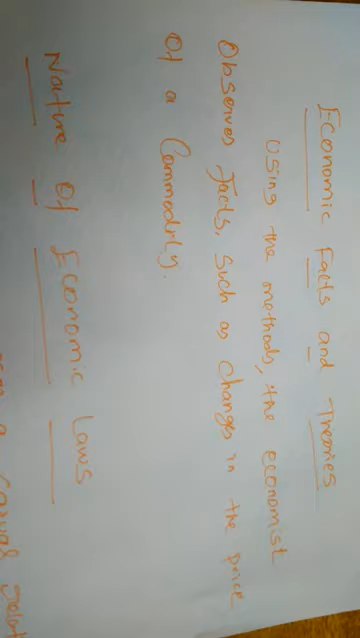 Economic Facts and Theories
Using the methods, the economist
Observes facts, such as changes in the price
Of a Commodity.
Nature Of Economic Laws
a Casual